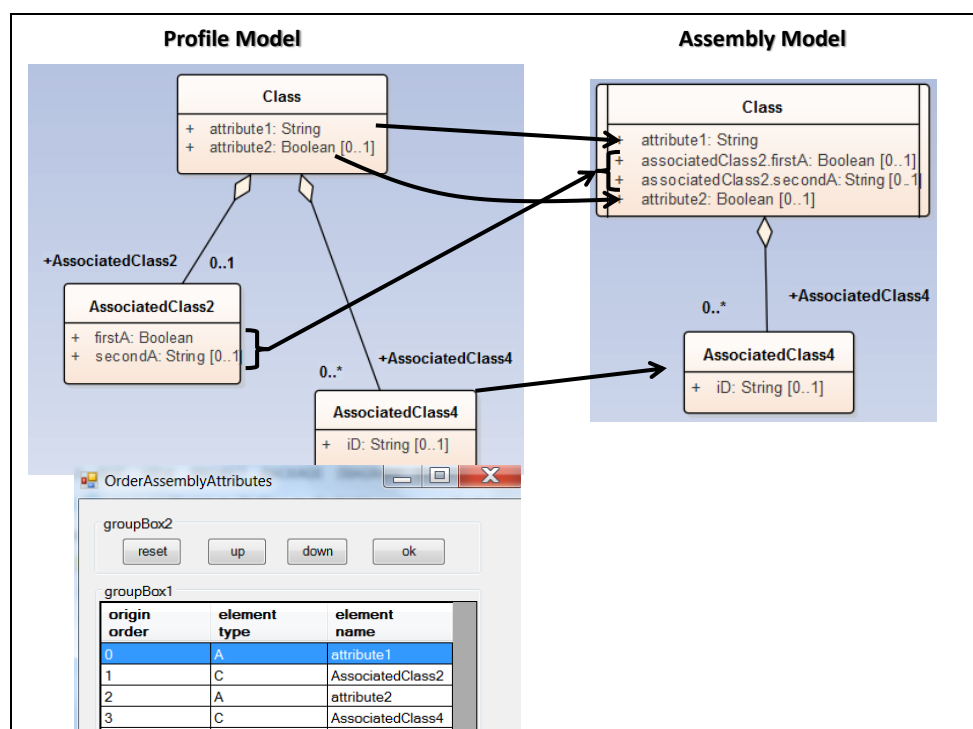 Profile Model
Class
+ attribute1: String
+ attribute2: Boolean [0..1]
+AssociatedClass2
0..1
AssociatedClass2
+ firstA: Boolean
+ secondA: String [0..1]
+AssociatedClass4
0..*
AssociatedClass4
+ iD: String [0..1]
Assembly Model
Class
+ attribute1: String
+ associatedClass2.firstA: Boolean [0..1]
+ associatedClass2.secondA: String [0..1]
+ attribute2: Boolean [0..1]
+AssociatedClass4
0..*
AssociatedClass4
+ iD: String [0..1]
OrderAssemblyAttributes
groupBox2
reset up down ok
groupBox1
origin order element type element name
0 A attribute1
1 C AssociatedClass2
2 A attribute2
3 C AssociatedClass4